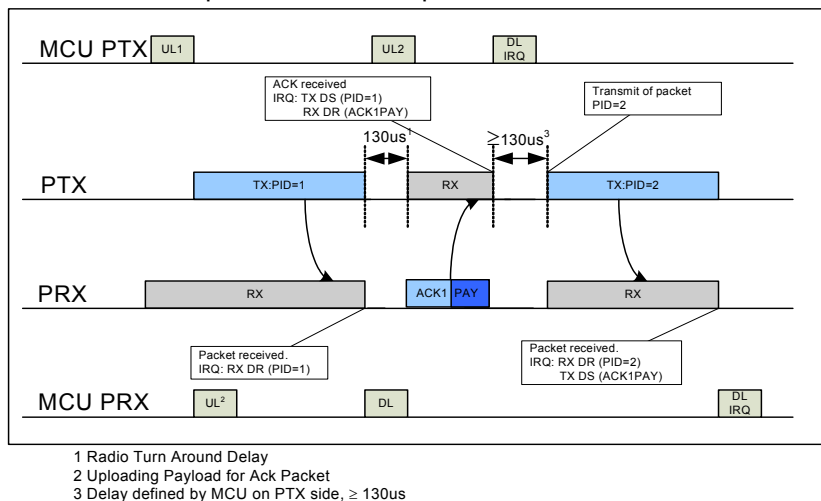 MCU PTX
UL1
UL2
DL
IRQ
ACK received
IRQ: TX DS (PID=1)
RX DR (ACK1PAY)
Transmit of packet
PID=2
130us1
≥130us3
PTX
TX:PID=1
RX
TX:PID=2
PRX
RX
ACK1 PAY
RX
Packet received.
IRQ: RX DR (PID=1)
Packet received.
IRQ: RX DR (PID=2)
TX DS (ACK1PAY)
MCU PRX
UL2
DL
DL
IRQ
1 Radio Turn Around Delay
2 Uploading Payload for Ack Packet
3 Delay defined by MCU on PTX side, ≥ 130us